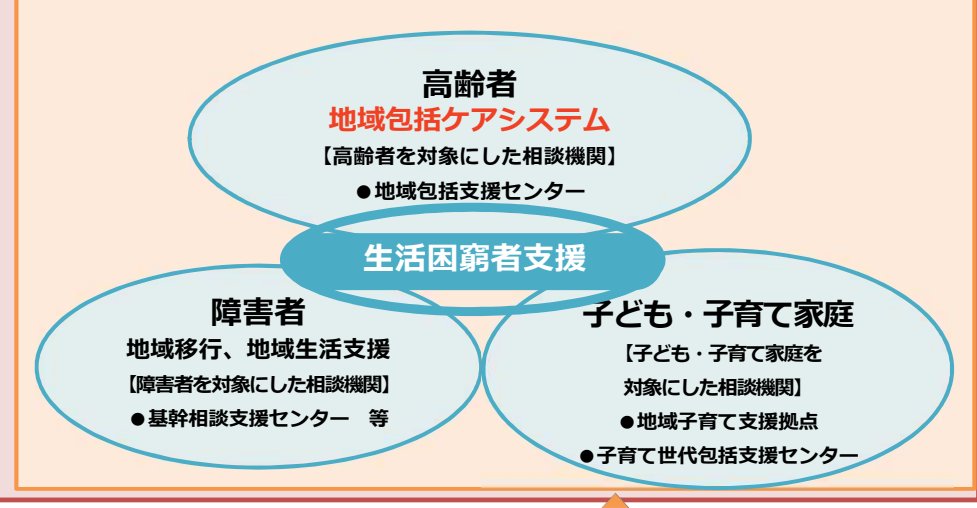 高齢者
地域包括ケアシステム
【高齢者を対象にした相談機関】
●地域包括支援センター
生活困窮者支援
障害者
地域移行、地域生活支援
【障害者を対象にした相談機関】
●基幹相談支援センター　等
子ども・子育て家庭
【子ども・子育て家庭を
対象にした相談機関】
●地域子育て支援拠点
●子育て世代包括支援センター